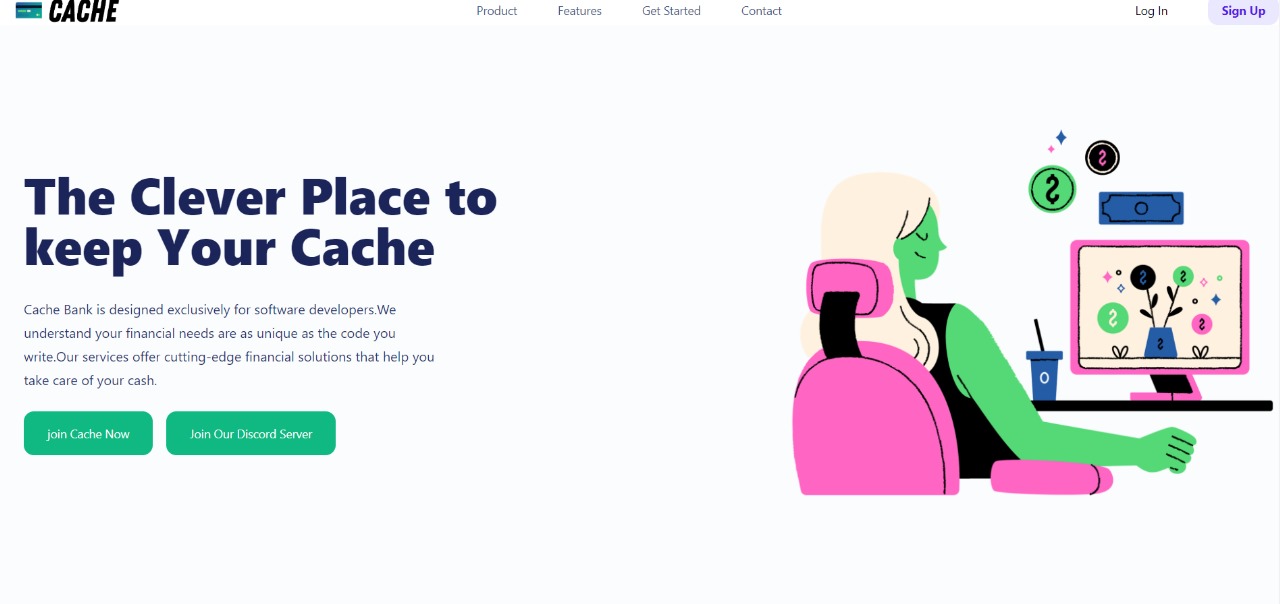 CACHE
Product
Features
Get Started
Contact
Log In
Sign Up
The Clever Place to
keep Your Cache
Cache Bank is designed exclusively for software developers.We
understand your financial needs are as unique as the code you
write.Our services offer cutting-edge financial solutions that help you
take care of your cash.
join Cache Now
Join Our Discord Server